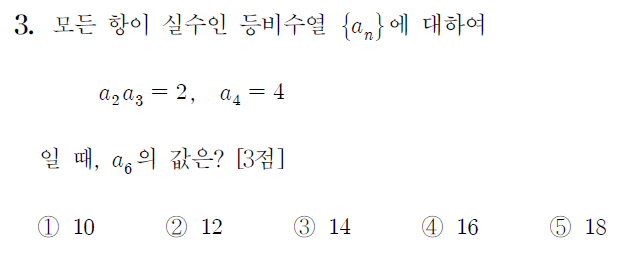 3. 모든 항이 실수인 등비수열 {aₙ}에 대하여
a₂a₃ = 2, a₄ = 4
일 때, a₆의 값은? [3점]
① 10 ② 12 ③ 14 ④ 16 ⑤ 18